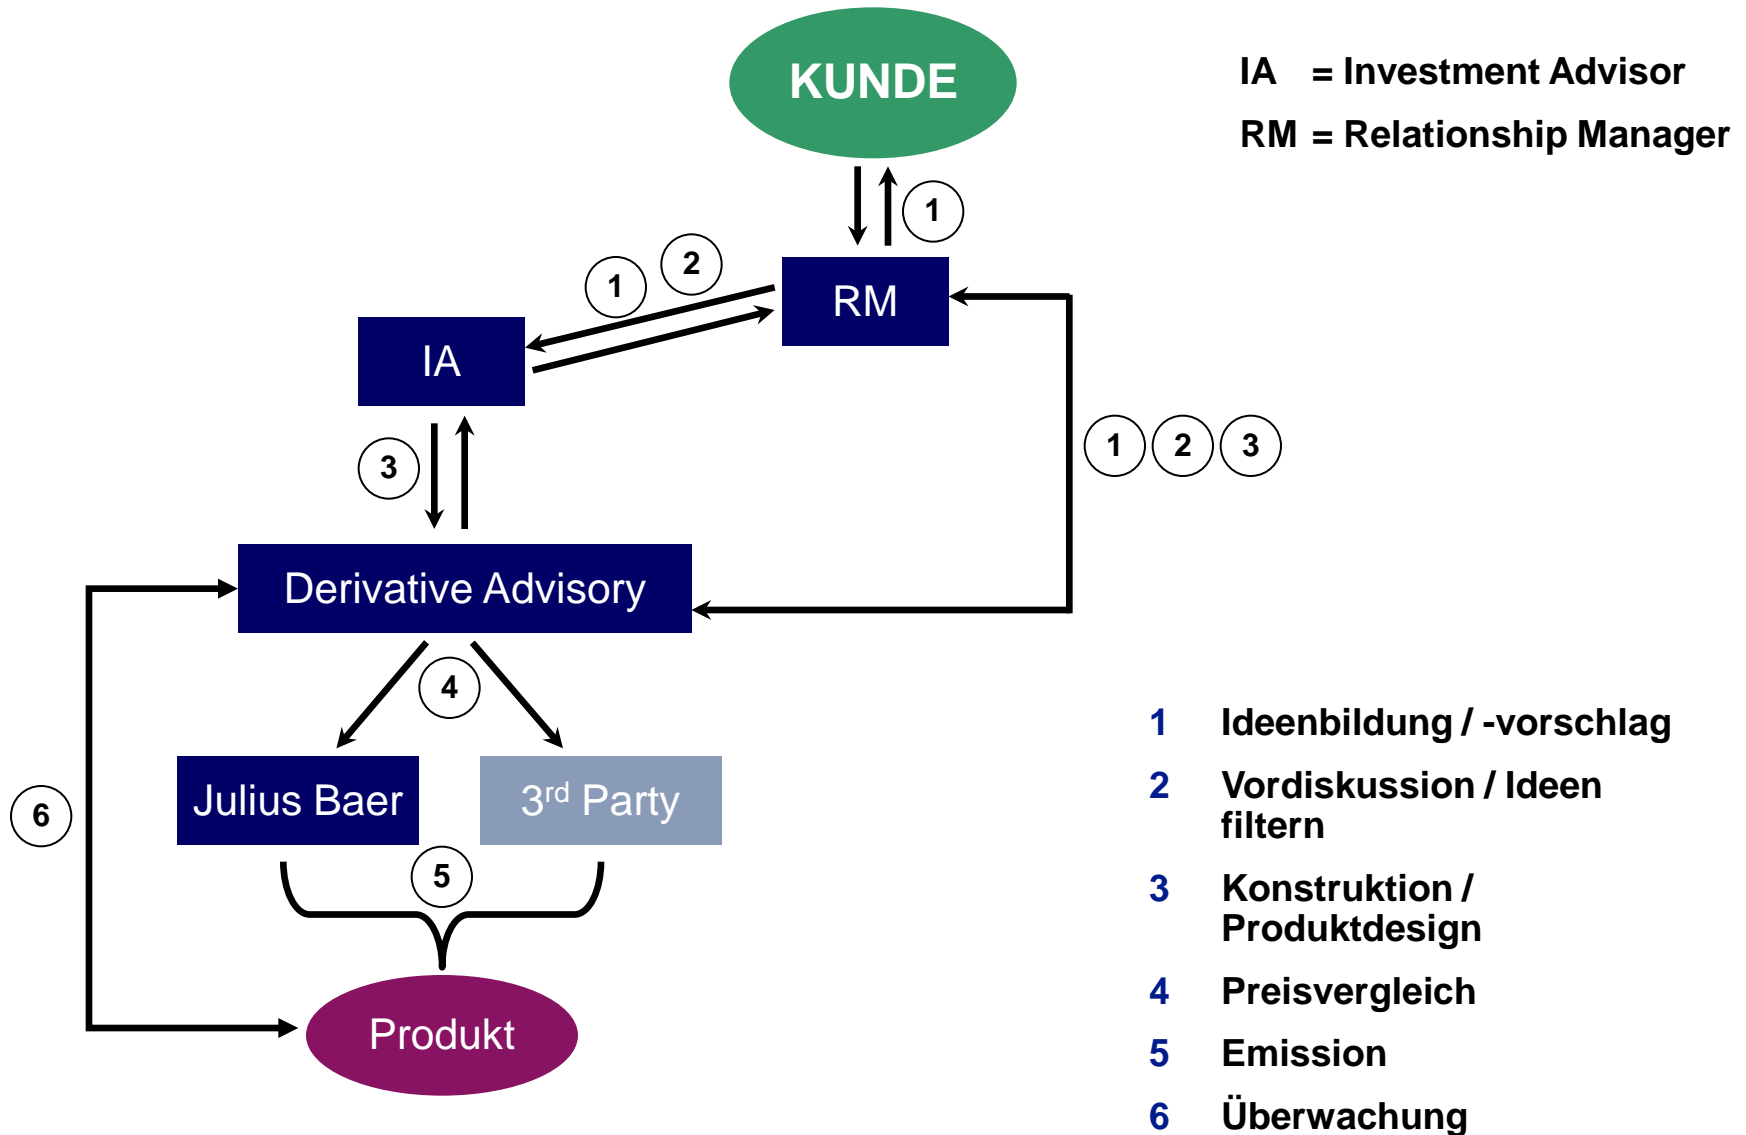 KUNDE
IA = Investment Advisor
RM = Relationship Manager
1
1
2
RM
IA
3
1 2 3
Derivative Advisory
4
Julius Baer
3rd Party
6
5
Produkt
1 Ideenbildung / -vorschlag
2 Vordiskussion / Ideen
filtern
3 Konstruktion /
Produktdesign
4 Preisvergleich
5 Emission
6 Überwachung